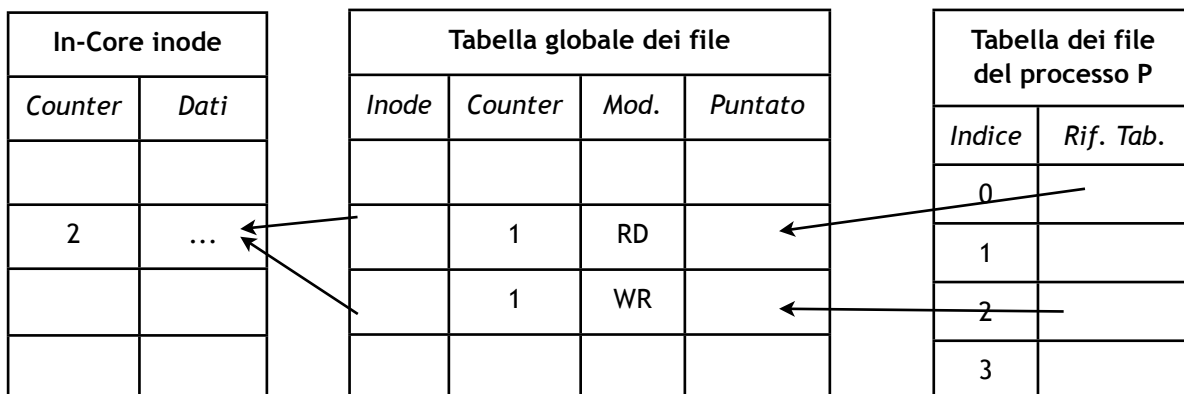 In-Core inode
Counter Dati
2 ...
Tabella globale dei file
Inode Counter Mod. Puntato
1 RD
1 WR
Tabella dei file
del processo P
Indice Rif. Tab.
0
1
2
3